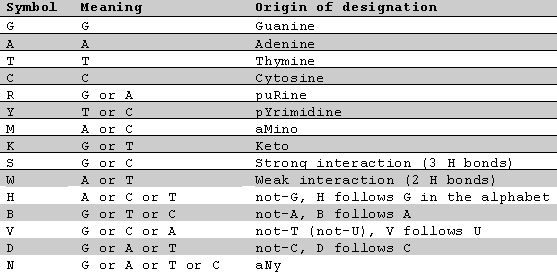 Symbol Meaning Origin of designation
G G Guanine
A A Adenine
T T Thymine
C C Cytosine
R G or A puRine
Y T or C pYrimidine
M A or C aMino
K G or T Keto
S G or C Strong interaction (3 H bonds)
W A or T Weak interaction (2 H bonds)
H A or C or T not-G, H follows G in the alphabet
B G or T or C not-A, B follows A
V G or C or A not-T (not-U), V follows U
D G or A or T not-C, D follows C
N G or A or T or C aNy